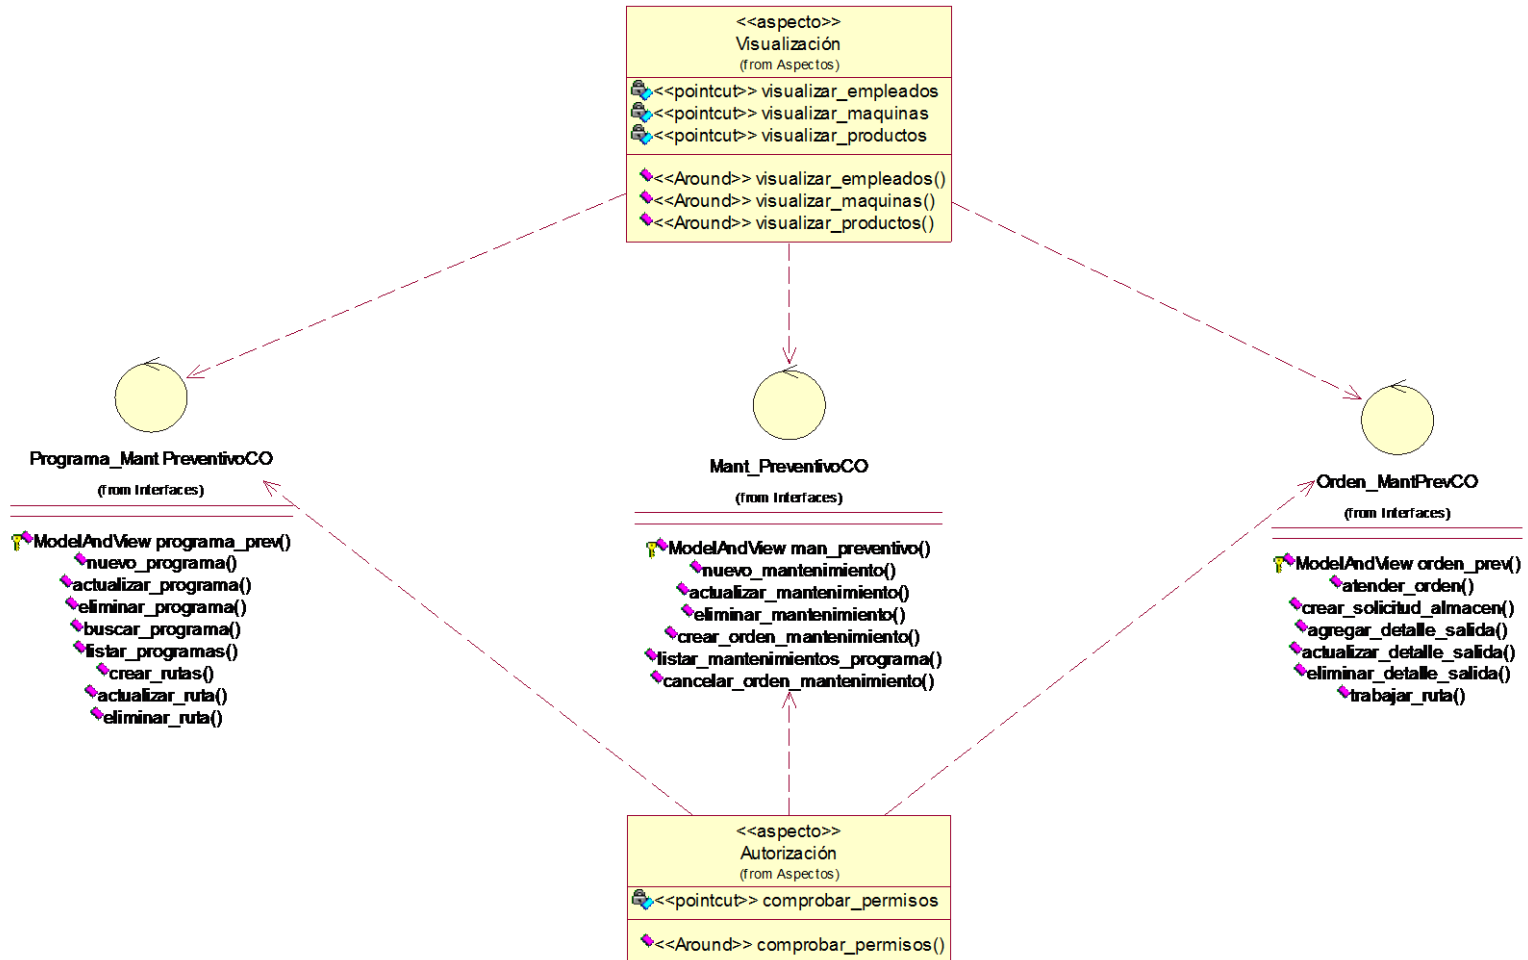 <<aspecto>>
Visualización
(from Aspectos)
<<pointcut>> visualizar_empleados
<<pointcut>> visualizar_maquinas
<<pointcut>> visualizar_productos
<<Around>> visualizar_empleados()
<<Around>> visualizar_maquinas()
<<Around>> visualizar_productos()
Programa_Mant PreventivoCO
(from Interfaces)
ModelAndView programa_prev()
nuevo_programa()
actualizar_programa()
eliminar_programa()
buscar_programa()
listar_programas()
crear_rutas()
actualizar_ruta()
eliminar_ruta()
Mant_PreventivoCO
(from Interfaces)
ModelAndView man_preventivo()
nuevo_mantenimiento()
actualizar_mantenimiento()
eliminar_mantenimiento()
crear_orden_mantenimiento()
listar_mantenimientos_programa()
cancelar_orden_mantenimiento()
Orden_MantPrevCO
(from Interfaces)
ModelAndView orden_prev()
atender_orden()
crear_solicitud_almacen()
agregar_detalle_salida()
actualizar_detalle_salida()
eliminar_detalle_salida()
trabajar_ruta()
<<aspecto>>
Autorización
(from Aspectos)
<<pointcut>> comprobar_permisos
<<Around>> comprobar_permisos()